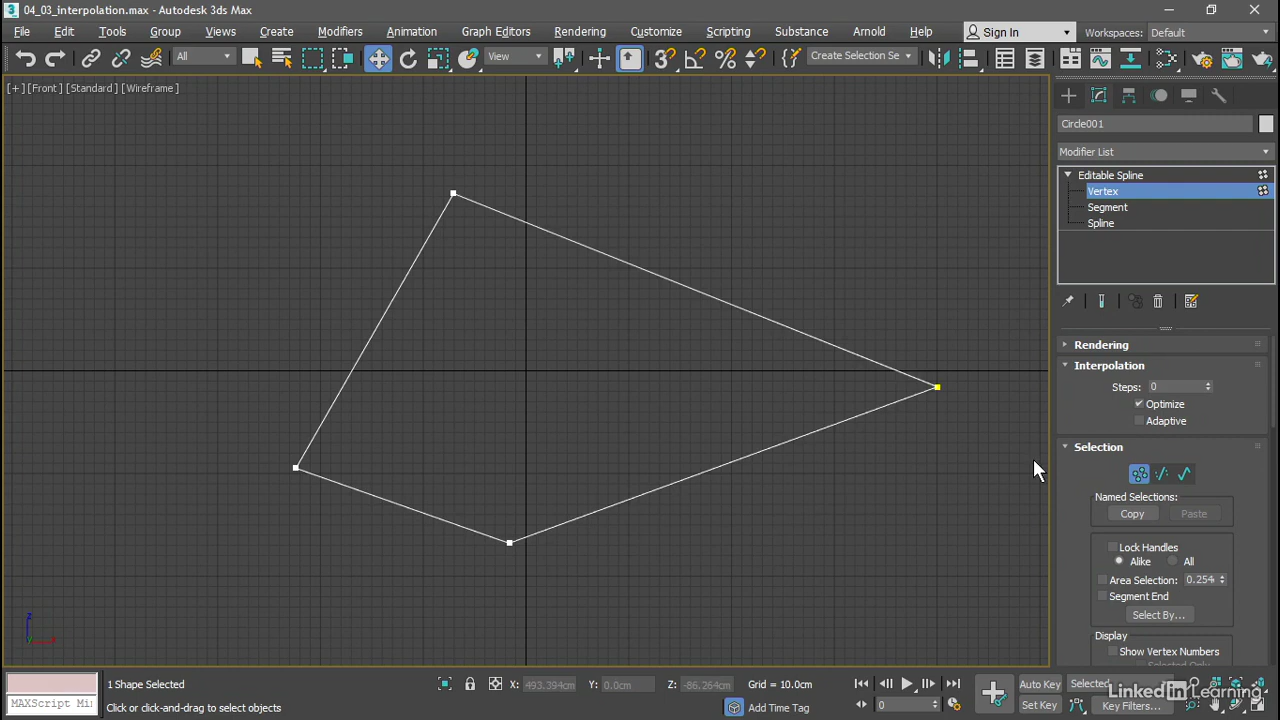 04_03_interpolation.max - Autodesk 3ds Max
File Edit Tools Group Views Create Modifiers Animation Graph Editors Rendering Customize Scripting Substance Arnold Help Sign In Workspaces: Default
All View Create Selection Se
[+] [Front] [Standard] [Wireframe]
Circle001
Modifier List
Editable Spline
Vertex
Segment
Spline
Rendering
Interpolation
Steps: 0
Optimize
Adaptive
Selection
Named Selections:
Copy Paste
Lock Handles
Alike All
Area Selection: 0.254
Segment End
Select By...
Display
Show Vertex Numbers
z
x
1 Shape Selected X: 493.394cm Y: 0.0cm Z: -86.264cm Grid = 10.0cm Auto Key Selected
MAXScript Mi Click or click-and-drag to select objects Add Time Tag 0 Set Key Key Filters...
LinkedIn Learning